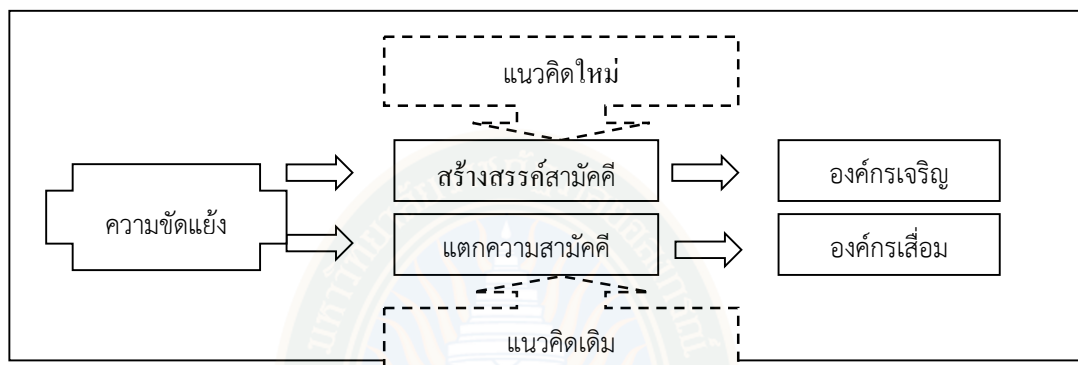 แนวคิดใหม่
สร้างสรรค์สามัคคี
องค์กรเจริญ
ความขัดแย้ง
แตกความสามัคคี
องค์กรเสื่อม
แนวคิดเดิม